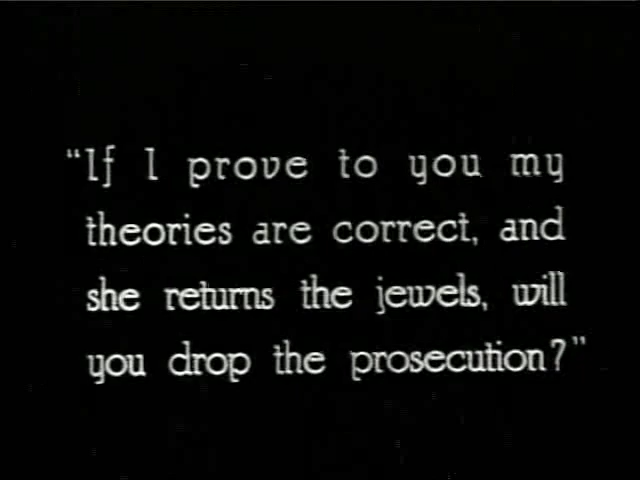 “If I prove to you my
theories are correct, and
she returns the jewels, will
you drop the prosecution?”